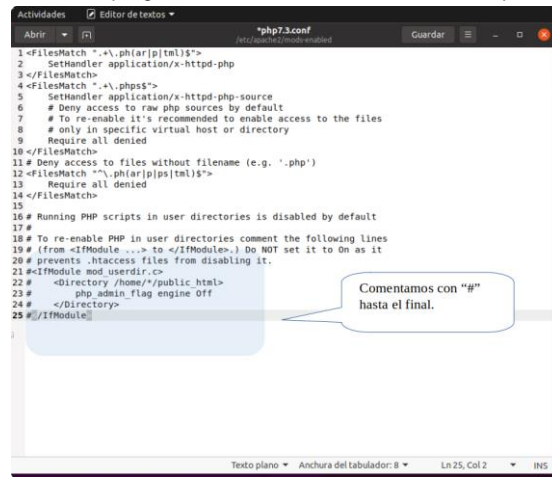 Actividades Editor de textos
Abrir *php7.3.conf Guardar
/etc/apache2/mods-enabled
1 <FilesMatch ".+\.ph(ar|p|tml)$">
2 SetHandler application/x-httpd-php
3 </FilesMatch>
4 <FilesMatch ".+\.phps$">
5 SetHandler application/x-httpd-php-source
6 # Deny access to raw php sources by default
7 # To re-enable it's recommended to enable access to the files
8 # only in specific virtual host or directory
9 Require all denied
10 </FilesMatch>
11 # Deny access to files without filename (e.g. '.php')
12 <FilesMatch "^\.ph(ar|p|ps|tml)$">
13 Require all denied
14 </FilesMatch>
15
16 # Running PHP scripts in user directories is disabled by default
17 #
18 # To re-enable PHP in user directories comment the following lines
19 # (from <IfModule ...> to </IfModule>.) Do NOT set it to On as it
20 # prevents .htaccess files from disabling it.
21 #<IfModule mod_userdir.c>
22 # <Directory /home/*/public_html>
23 # php_admin_flag engine Off
24 # </Directory>
25 #</IfModule>
Comentamos con “#”
hasta el final.
Texto plano Anchura del tabulador: 8 Ln 25, Col 2 INS